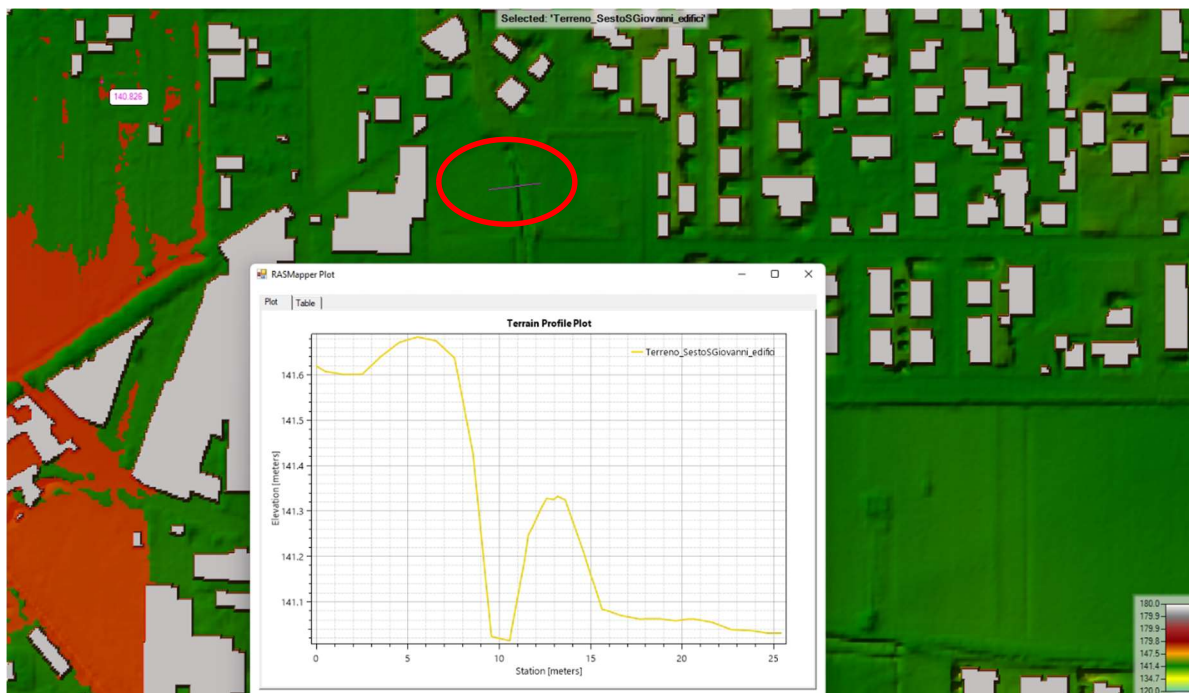 Selected: 'Terreno_SestoSGiovanni_edifici'
140.826
RASMapper Plot
Plot Table
Terrain Profile Plot
Terreno_SestoSGiovanni_edifici
Elevation [meters]
141.6
141.5
141.4
141.3
141.2
141.1
0 5 10 15 20 25
Station [meters]
180.0
179.9
179.8
147.5
141.4
134.7
120.0